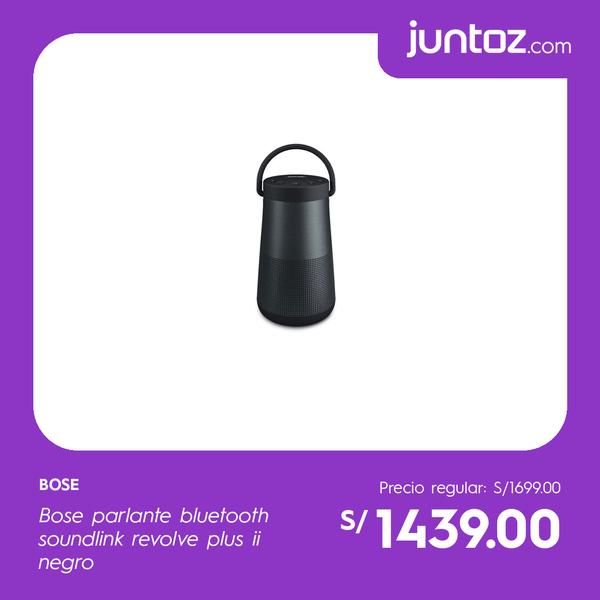 juntoz.com
BOSE
Bose parlante bluetooth
soundlink revolve plus ii
negro
Precio regular: S/1699.00
S/1439.00